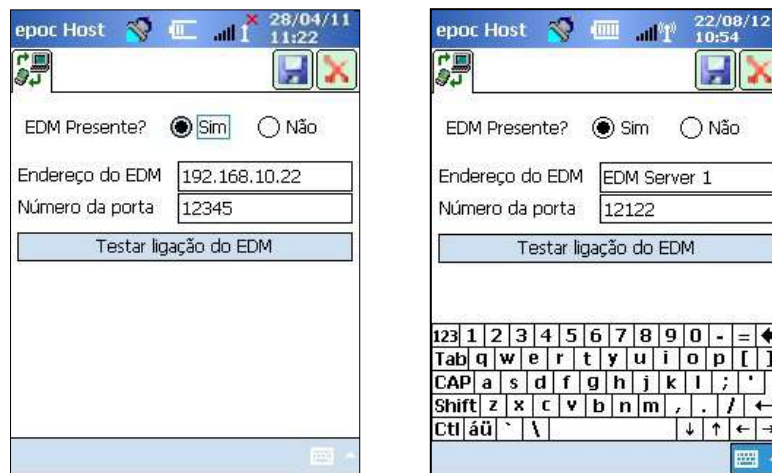 epoc Host 28/04/11 11:22
EDM Presente? Sim Não
Endereço do EDM 192.168.10.22
Número da porta 12345
Testar ligação do EDM
epoc Host 22/08/12 10:54
EDM Presente? Sim Não
Endereço do EDM EDM Server 1
Número da porta 12122
Testar ligação do EDM
123 1 2 3 4 5 6 7 8 9 0 - =
Tab q w e r t y u i o p [ ]
CAP a s d f g h j k l ; '
Shift z x c v b n m , . / ←
Ctl áü ` \ ↓ ↑ ← →